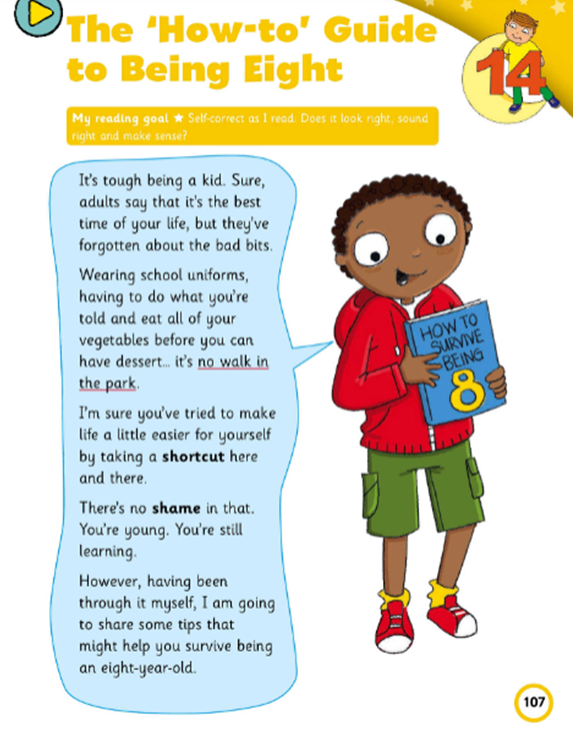 The ‘How-to’ Guide
to Being Eight
14
My reading goal ★ Self-correct as I read. Does it look right, sound
right and make sense?
It’s tough being a kid. Sure,
adults say that it’s the best
time of your life, but they’ve
forgotten about the bad bits.
Wearing school uniforms,
having to do what you’re
told and eat all of your
vegetables before you can
have dessert... it’s no walk in
the park.
I’m sure you’ve tried to make
life a little easier for yourself
by taking a shortcut here
and there.
There’s no shame in that.
You’re young. You’re still
learning.
However, having been
through it myself, I am going
to share some tips that
might help you survive being
an eight-year-old.
HOW TO
SURVIVE
BEING
8
107